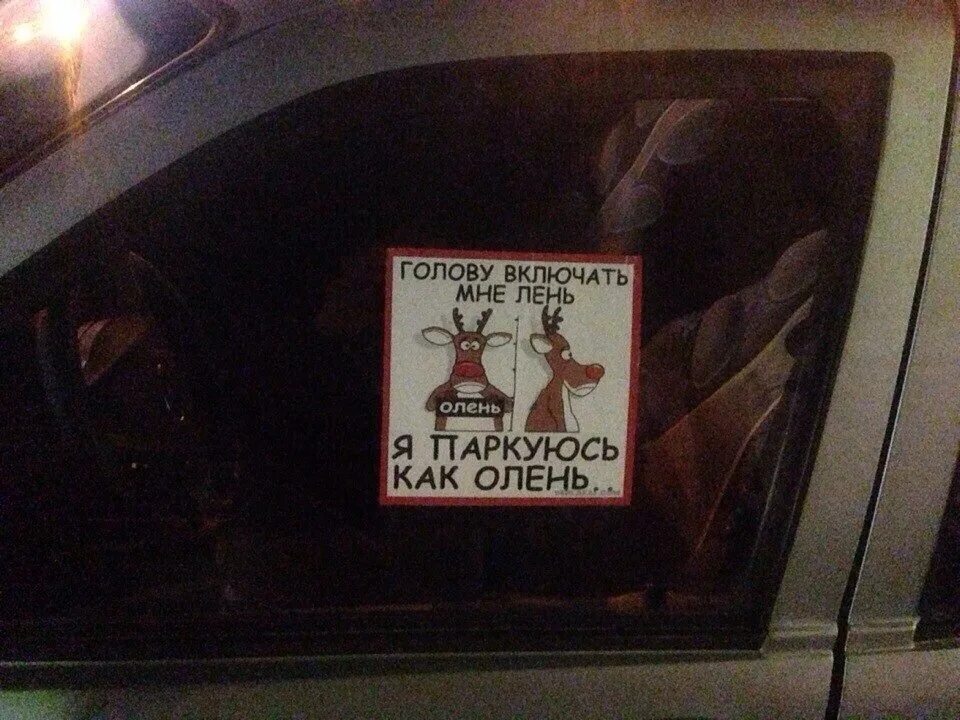 ГОЛОВУ ВКЛЮЧАТЬ
МНЕ ЛЕНЬ
олень
Я ПАРКУЮСЬ
КАК ОЛЕНЬ..